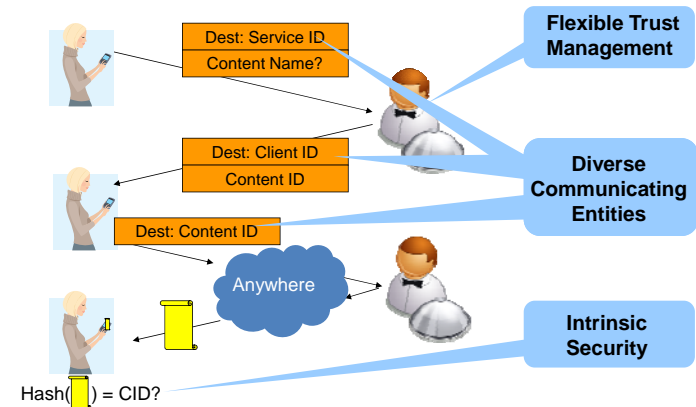 Dest: Service ID
Content Name?
Flexible Trust
Management
Dest: Client ID
Content ID
Diverse
Communicating
Entities
Dest: Content ID
Anywhere
Intrinsic
Security
Hash( ) = CID?